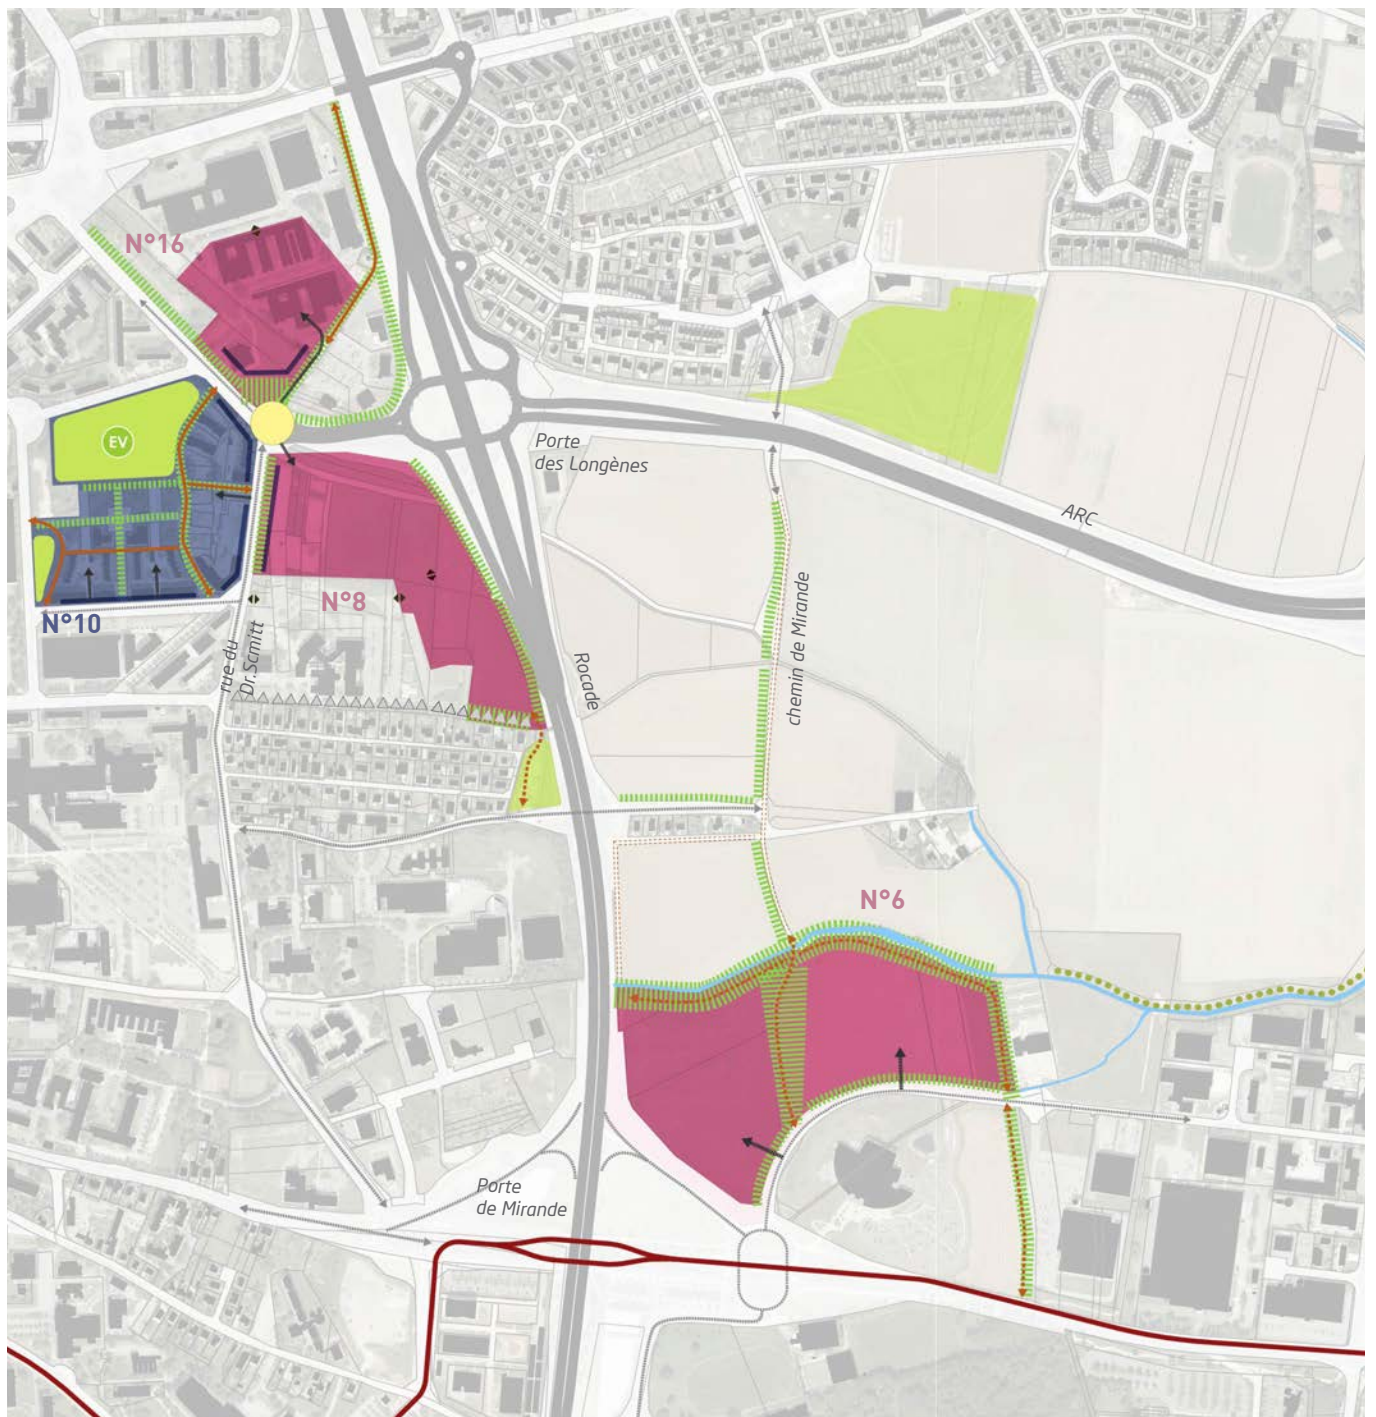 N°16
EV
Porte
des Longènes
ARC
N°8
N°10
rue du
Dr.Scmitt
Rocade
chemin de Mirande
N°6
Porte
de Mirande